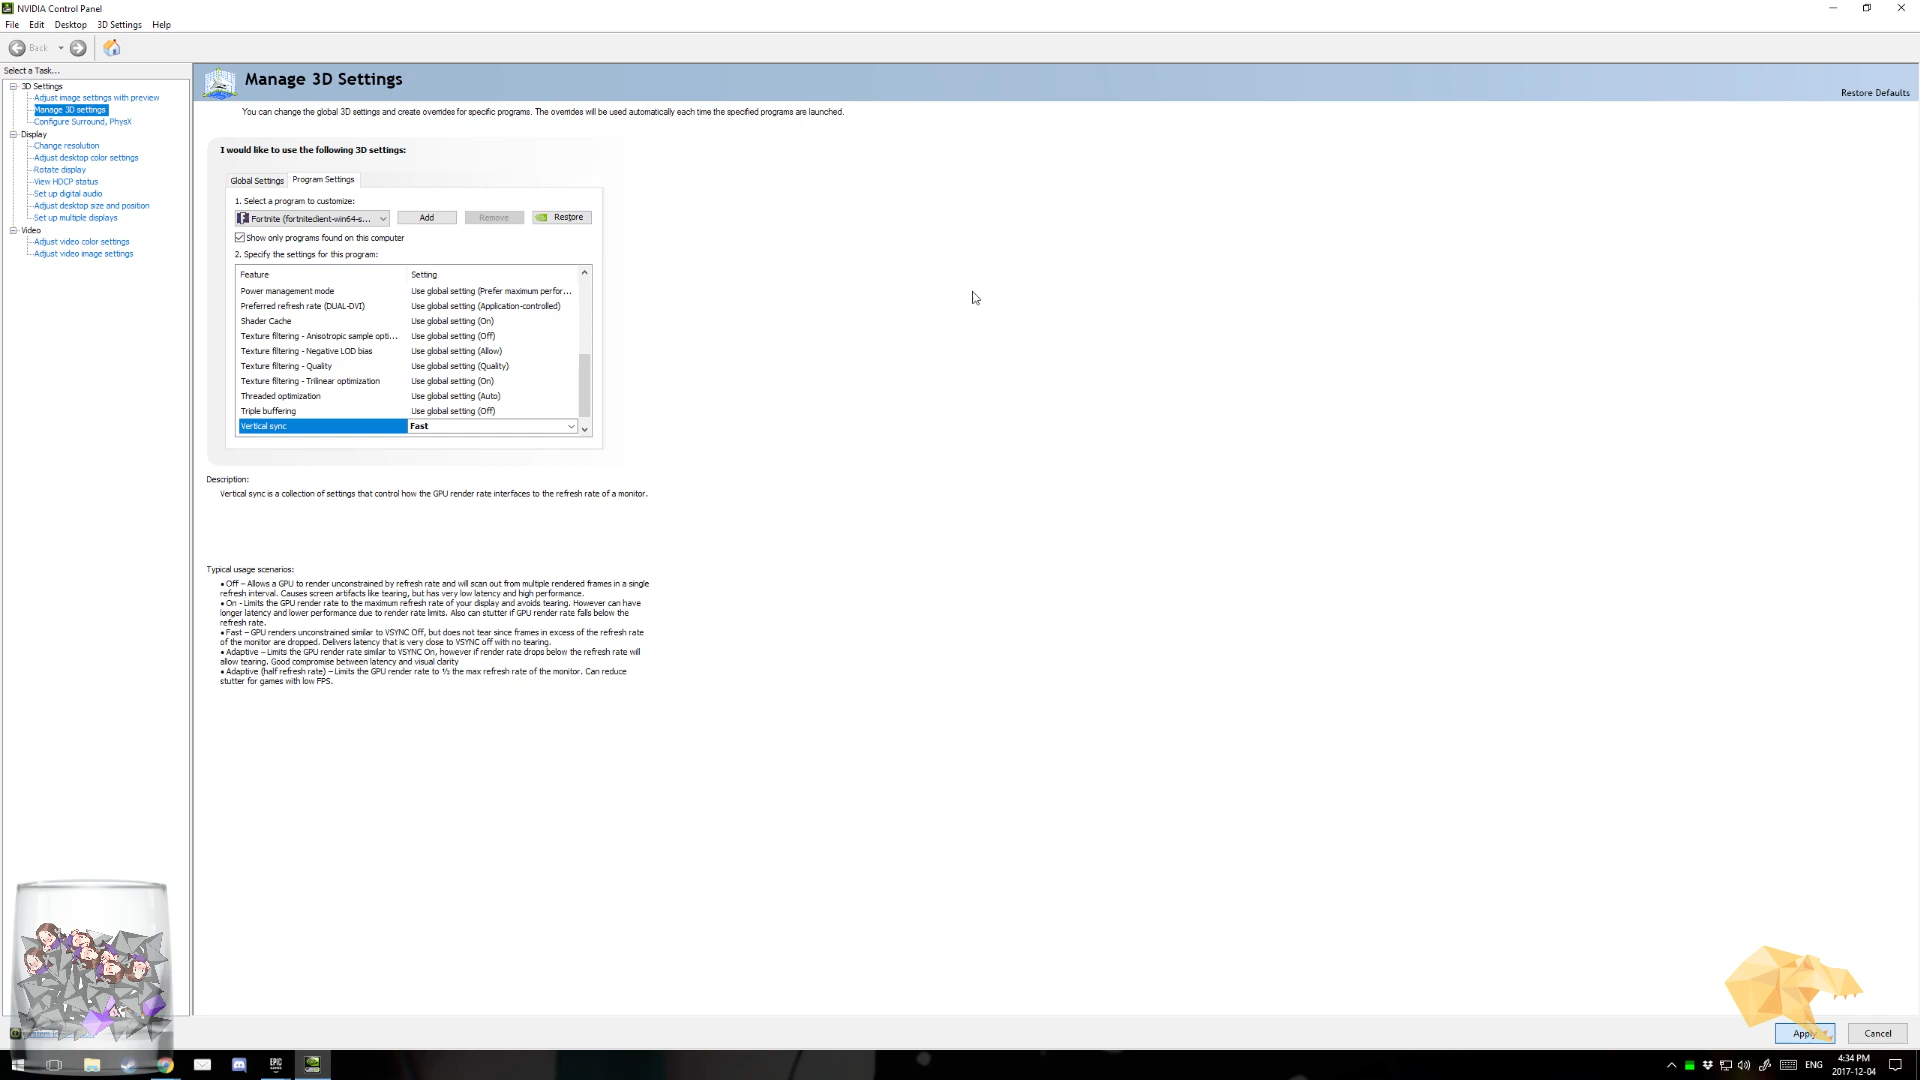 NVIDIA Control Panel
File Edit Desktop 3D Settings Help
Back
Select a Task...
3D Settings
Adjust image settings with preview
Manage 3D settings
Configure Surround, PhysX
Display
Change resolution
Adjust desktop color settings
Rotate display
View HDCP status
Set up digital audio
Adjust desktop size and position
Set up multiple displays
Video
Adjust video color settings
Adjust video image settings
Manage 3D Settings
Restore Defaults
You can change the global 3D settings and create overrides for specific programs. The overrides will be used automatically each time the specified programs are launched.
I would like to use the following 3D settings:
Global Settings Program Settings
1. Select a program to customize:
Fortnite (fortniteclient-win64-s... Add Remove Restore
Show only programs found on this computer
2. Specify the settings for this program:
Feature Setting
Power management mode Use global setting (Prefer maximum perfor...
Preferred refresh rate (DUAL-DVI) Use global setting (Application-controlled)
Shader Cache Use global setting (On)
Texture filtering - Anisotropic sample opti... Use global setting (Off)
Texture filtering - Negative LOD bias Use global setting (Allow)
Texture filtering - Quality Use global setting (Quality)
Texture filtering - Trilinear optimization Use global setting (On)
Threaded optimization Use global setting (Auto)
Triple buffering Use global setting (Off)
Vertical sync Fast
Description:
Vertical sync is a collection of settings that control how the GPU render rate interfaces to the refresh rate of a monitor.
Typical usage scenarios:
• Off – Allows a GPU to render unconstrained by refresh rate and will scan out from multiple rendered frames in a single
refresh interval. Causes screen artifacts like tearing, but has very low latency and high performance.
• On - Limits the GPU render rate to the maximum refresh rate of your display and avoids tearing. However can have
longer latency and lower performance due to render rate limits. Also can stutter if GPU render rate falls below the
refresh rate.
• Fast – GPU renders unconstrained similar to VSYNC Off, but does not tear since frames in excess of the refresh rate
of the monitor are dropped. Delivers latency that is very close to VSYNC off with no tearing.
• Adaptive – Limits the GPU render rate similar to VSYNC On, however if render rate drops below the refresh rate will
allow tearing. Good compromise between latency and visual clarity
• Adaptive (half refresh rate) – Limits the GPU render rate to ½ the max refresh rate of the monitor. Can reduce
stutter for games with low FPS.
Apply Cancel
EPIC
ENG
4:34 PM
2017-12-04